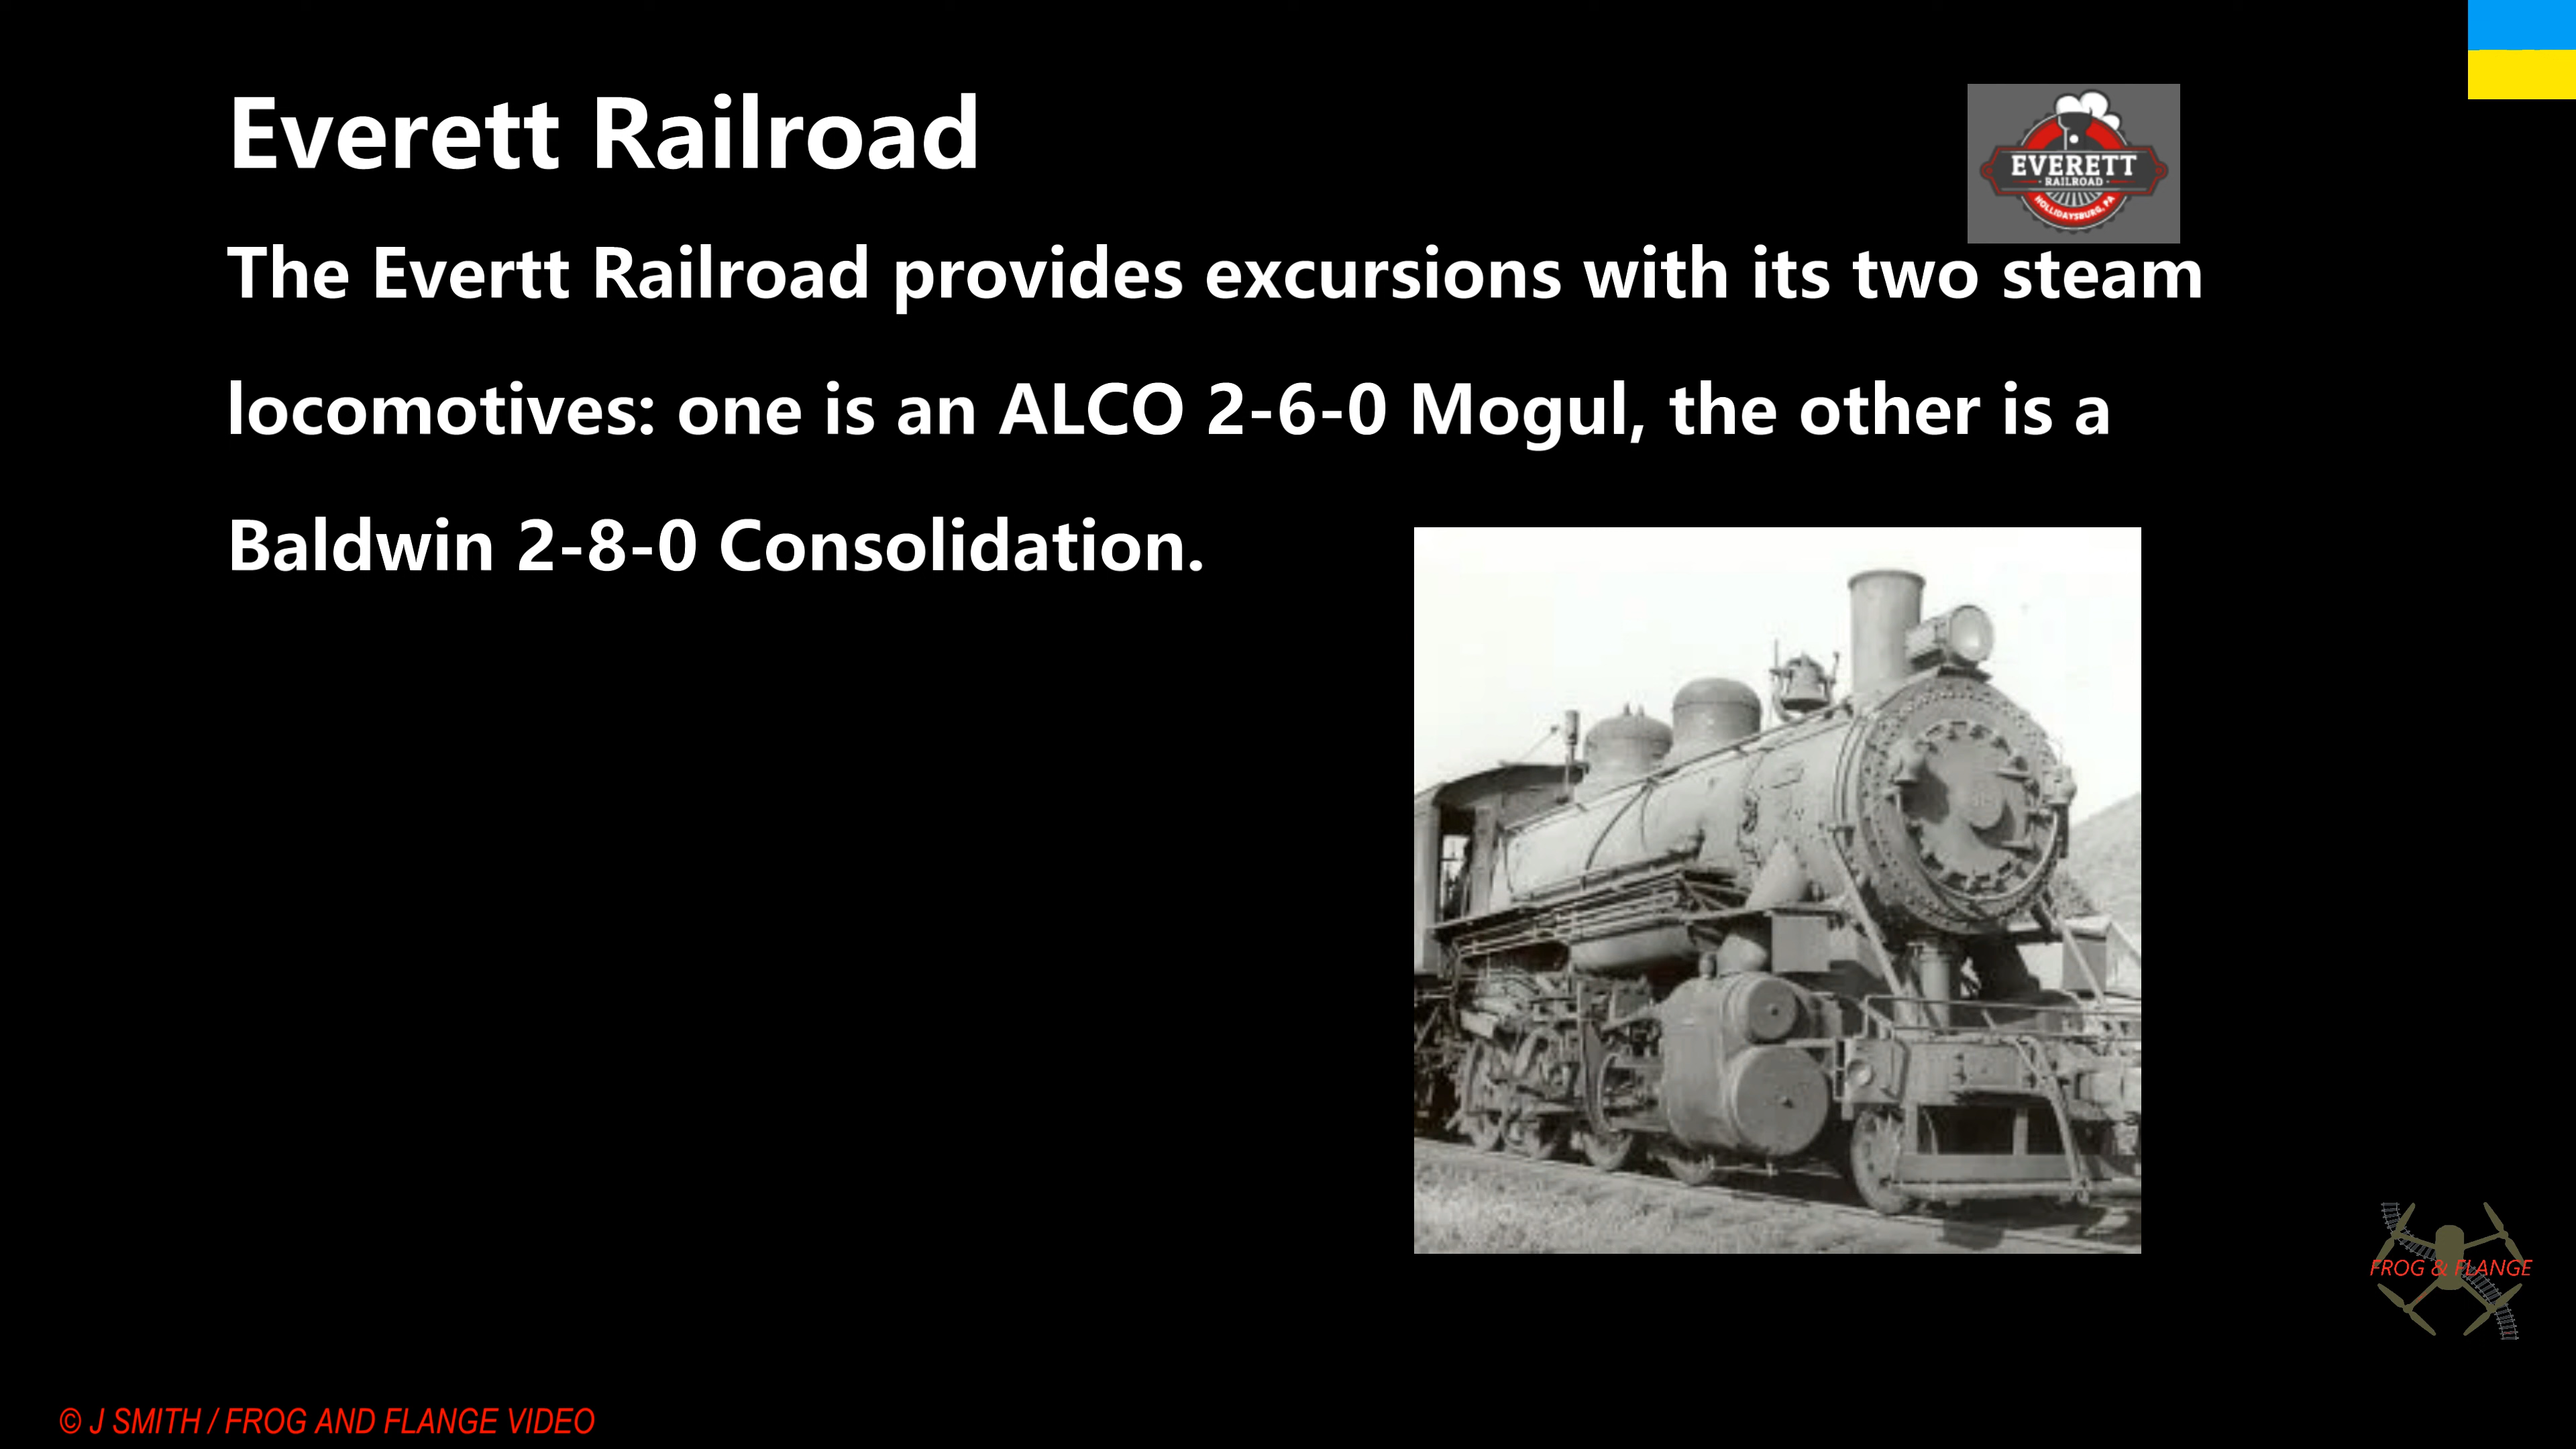 Everett Railroad
EVERETT
RAILROAD
HOLLIDAYSBURG, PA
The Evertt Railroad provides excursions with its two steam
locomotives: one is an ALCO 2-6-0 Mogul, the other is a
Baldwin 2-8-0 Consolidation.
FROG & FLANGE
© J SMITH / FROG AND FLANGE VIDEO